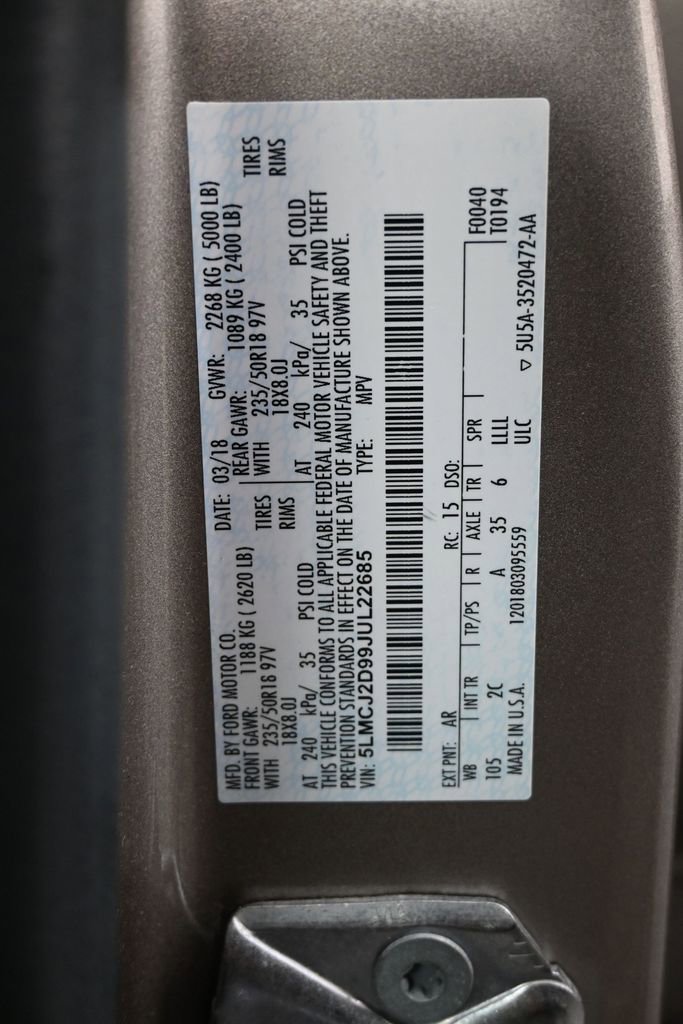 MFD. BY FORD MOTOR CO. DATE: 03/18 GVWR: 2268 KG ( 5000 LB)
FRONT GAWR: 1188 KG ( 2620 LB) REAR GAWR: 1089 KG ( 2400 LB)
WITH 235/50R18 97V TIRES WITH 235/50R18 97V TIRES
18X8.0J RIMS 18X8.0J RIMS
AT 240 kPa/ 35 PSI COLD AT 240 kPa/ 35 PSI COLD
THIS VEHICLE CONFORMS TO ALL APPLICABLE FEDERAL MOTOR VEHICLE SAFETY AND THEFT
PREVENTION STANDARDS IN EFFECT ON THE DATE OF MANUFACTURE SHOWN ABOVE.
VIN: 5LMCJ2D99JUL22685 TYPE: MPV
EXT PNT: AR RC: 15 DSO: F0040
WB INT TR TP/PS R AXLE TR SPR T0194
105 2C A 35 6 LLLL
MADE IN U.S.A. 1201803095559 ULC ▽ 5U5A-3520472-AA